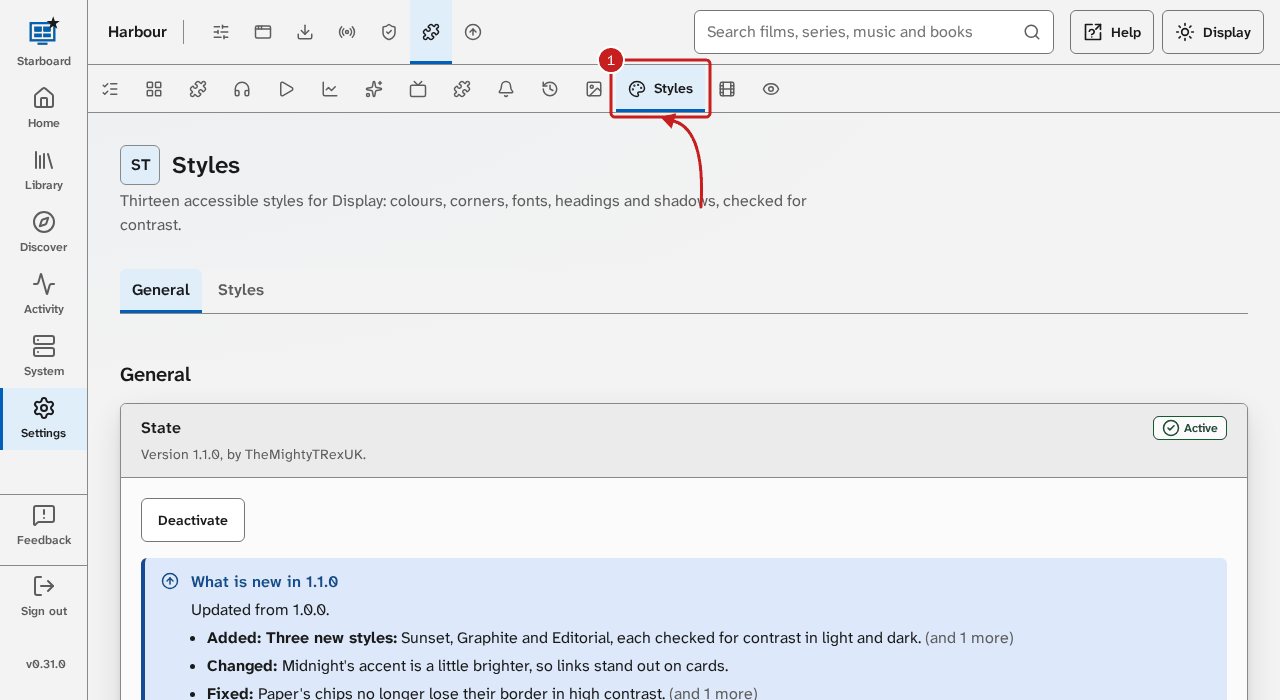 Starboard
Home
Library
Discover
Activity
System
Settings
Feedback
Sign out
v0.31.0
Harbour
Search films, series, music and books
Help
Display
1
Styles
ST
Styles
Thirteen accessible styles for Display: colours, corners, fonts, headings and shadows, checked for
contrast.
General
Styles
General
State
Active
Version 1.1.0, by TheMightyTRexUK.
Deactivate
What is new in 1.1.0
Updated from 1.0.0.
• Added: Three new styles: Sunset, Graphite and Editorial, each checked for contrast in light and dark. (and 1 more)
• Changed: Midnight's accent is a little brighter, so links stand out on cards.
• Fixed: Paper's chips no longer lose their border in high contrast. (and 1 more)